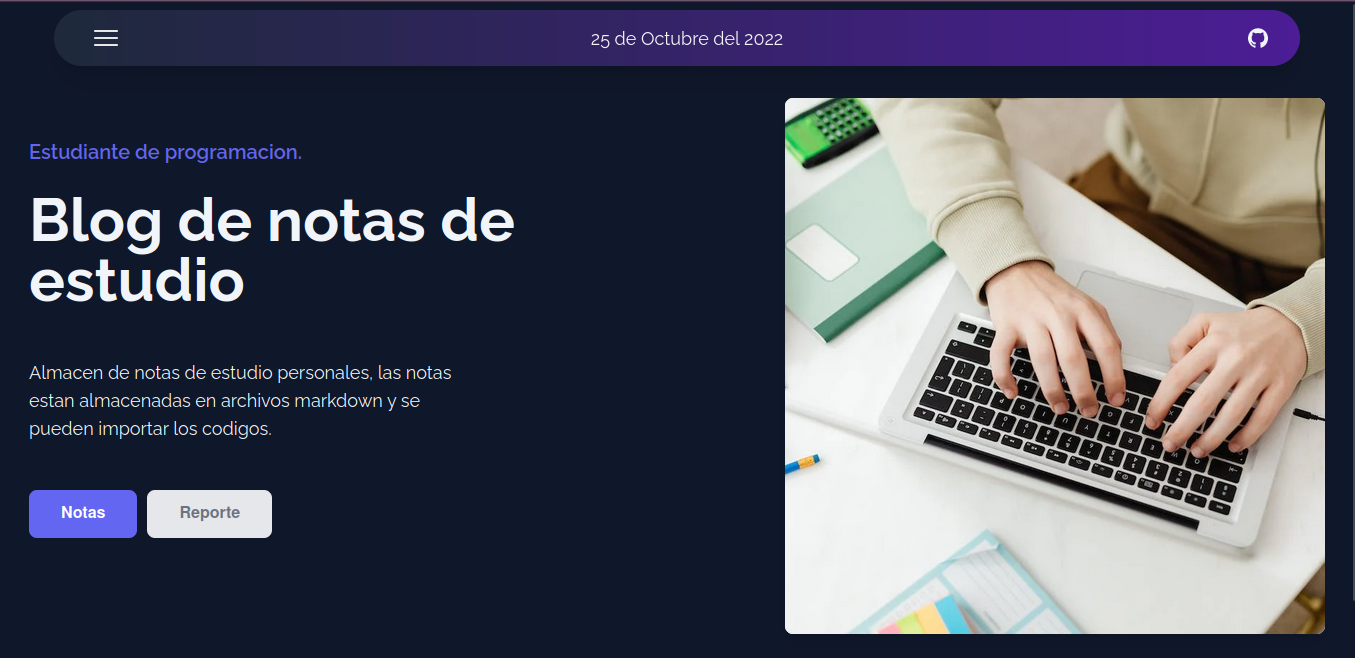 25 de Octubre del 2022
Estudiante de programacion.
Blog de notas de
estudio
Almacen de notas de estudio personales, las notas
estan almacenadas en archivos markdown y se
pueden importar los codigos.
Notas
Reporte